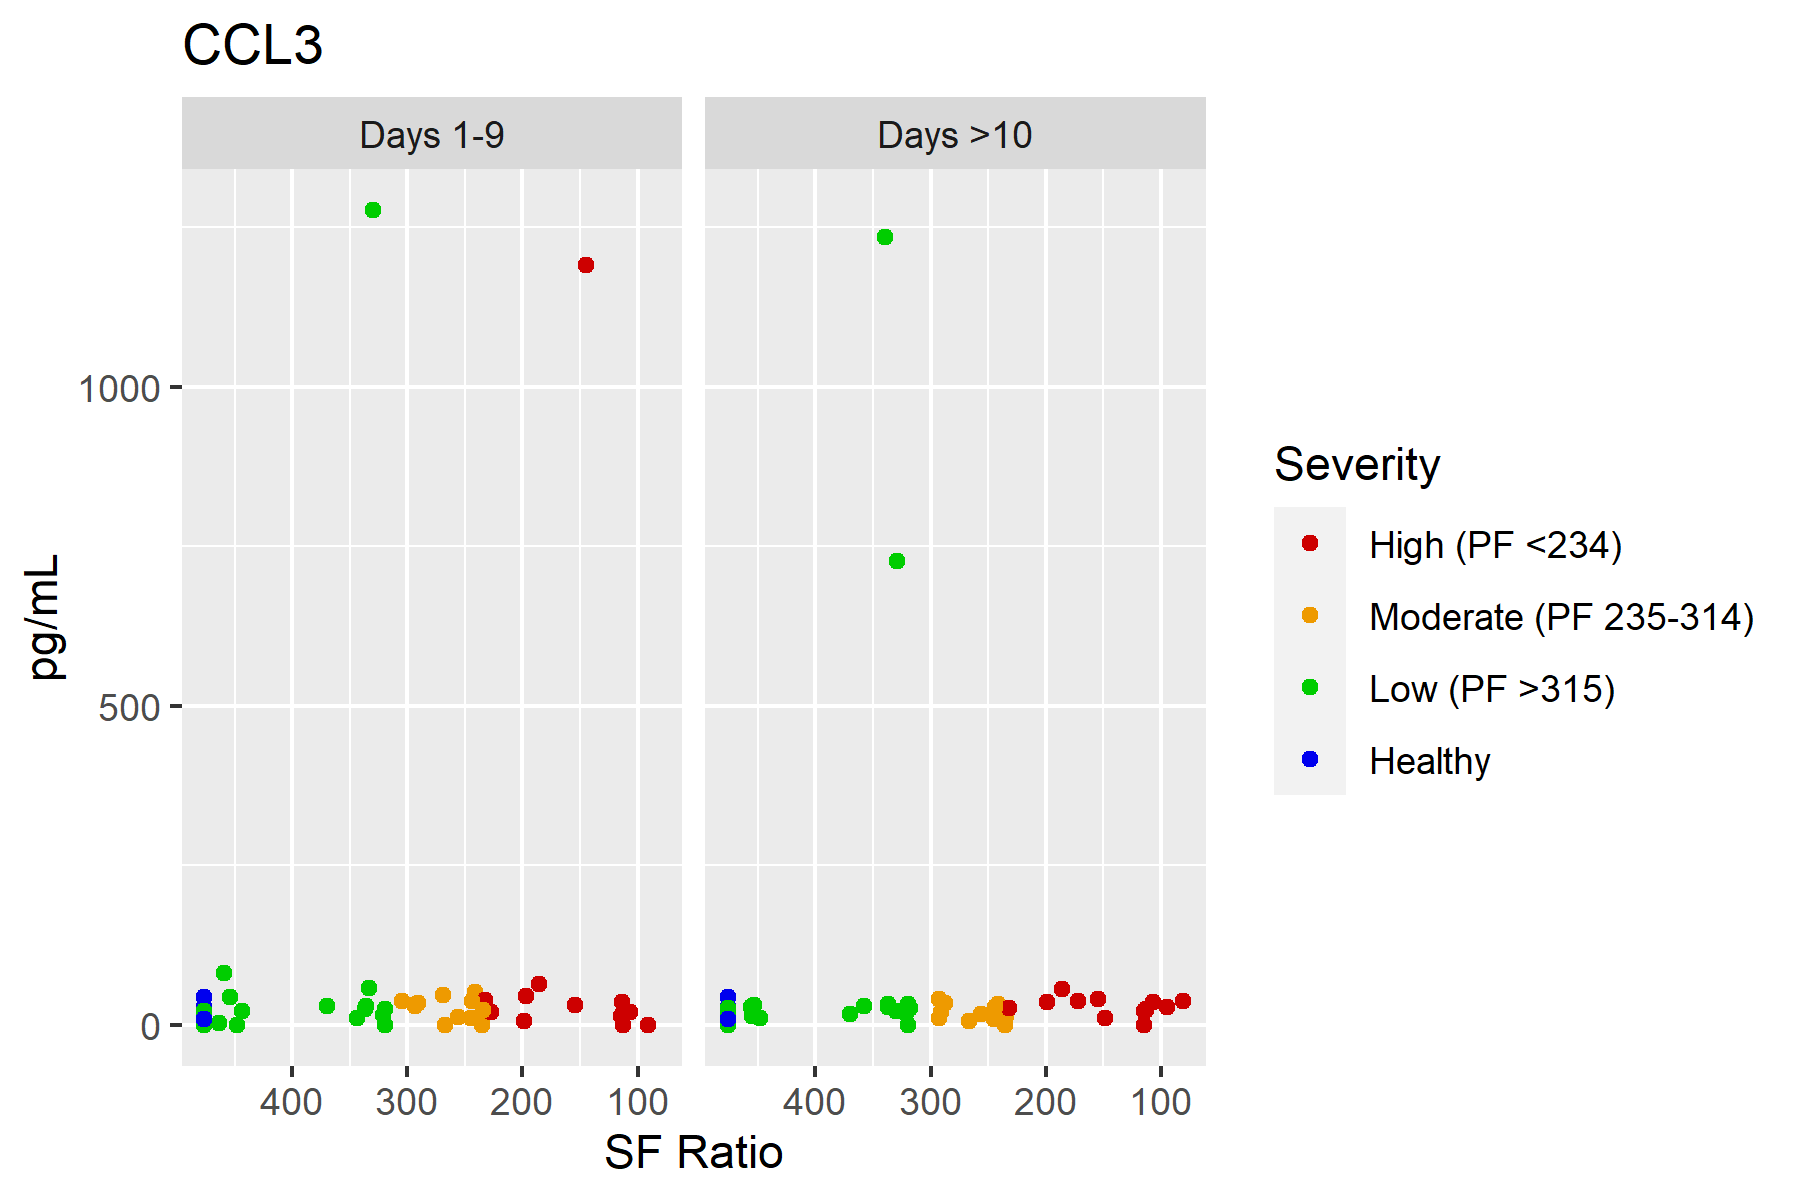 CCL3
Days 1-9
Days >10
1000
500
0
pg/mL
400 300 200 100
400 300 200 100
SF Ratio
Severity
High (PF <234)
Moderate (PF 235-314)
Low (PF >315)
Healthy